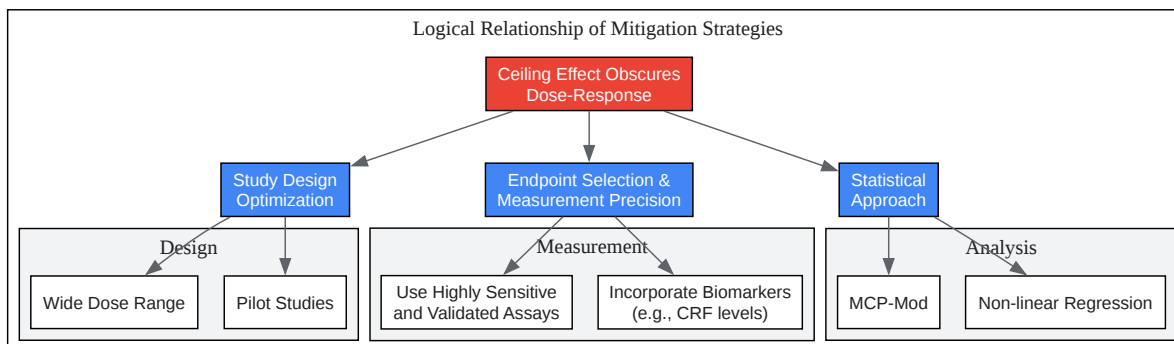 Logical Relationship of Mitigation Strategies
Ceiling Effect Obscures
Dose-Response
Study Design
Optimization
Endpoint Selection &
Measurement Precision
Statistical
Approach
Design
Wide Dose Range
Pilot Studies
Measurement
Use Highly Sensitive
and Validated Assays
Incorporate Biomarkers
(e.g., CRF levels)
Analysis
MCP-Mod
Non-linear Regression